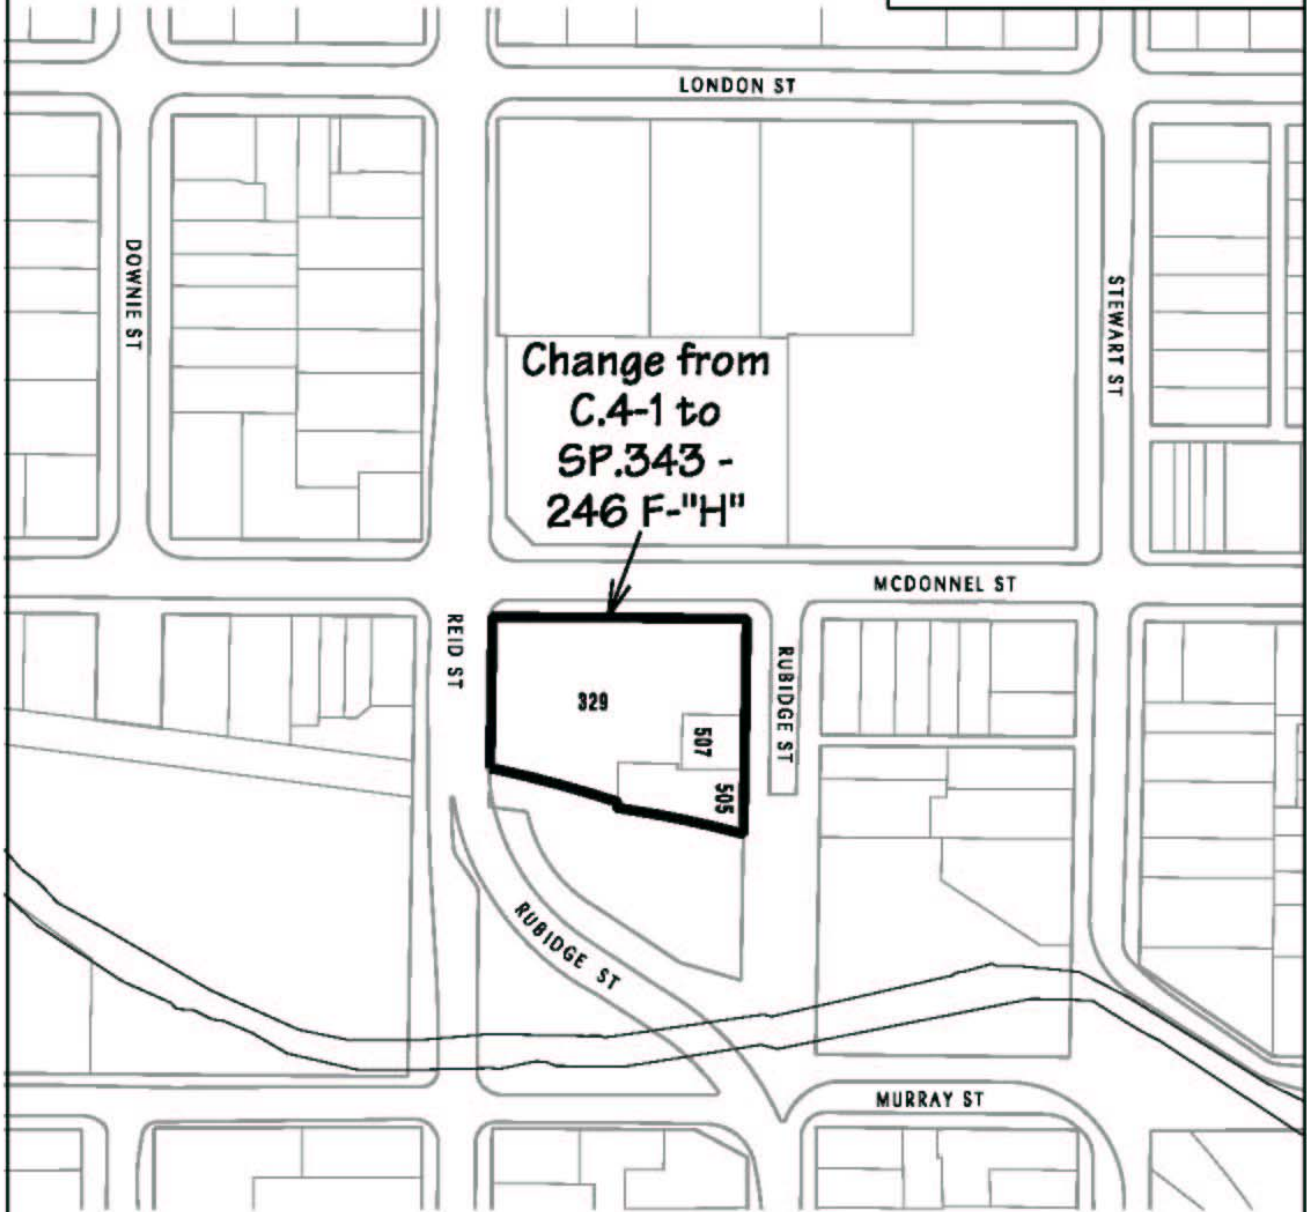 LONDON ST
DOWNIE ST
STEWART ST
Change from
C.4-1 to
SP.343 -
246 F-"H"
MCDONNEL ST
REID ST
RUBIDGE ST
329
507
505
RUBIDGE ST
MURRAY ST